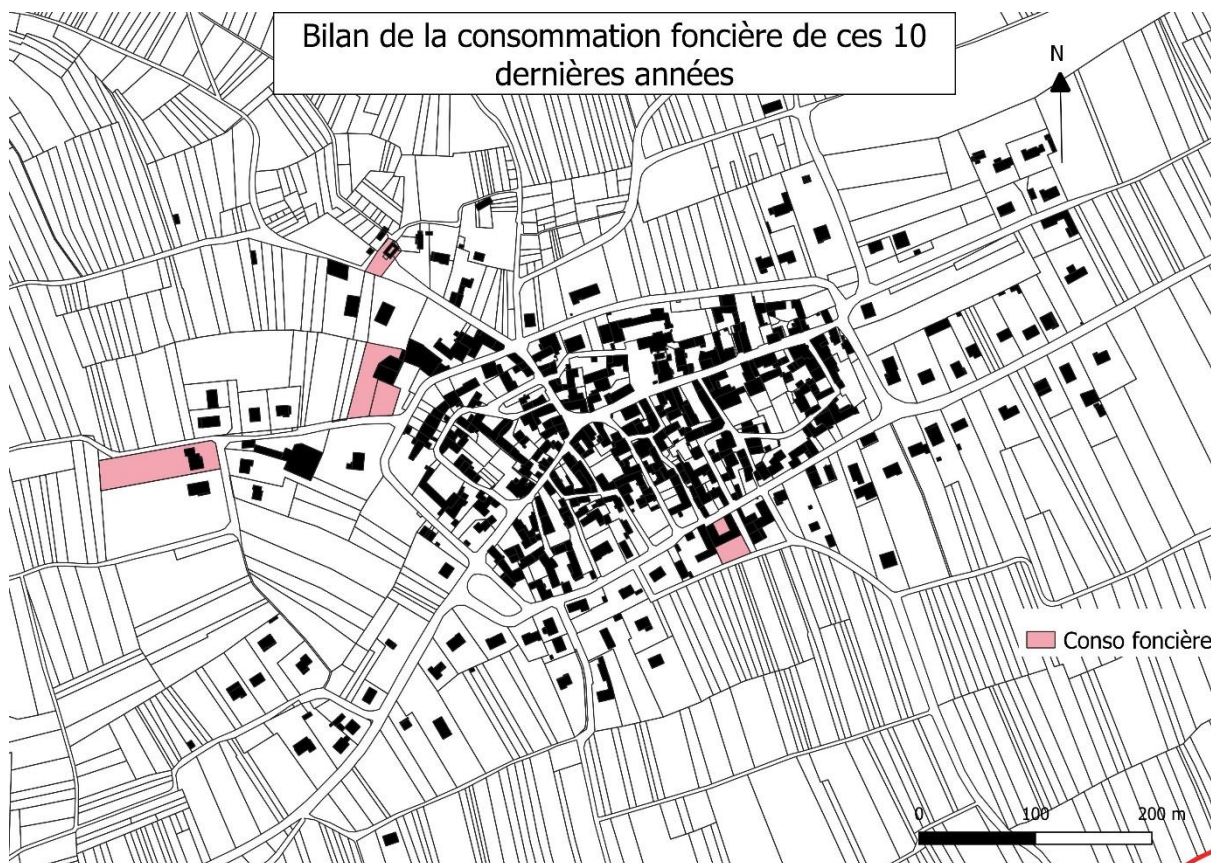 Bilan de la consommation foncière de ces 10
dernières années
N
Conso foncière
0 100 200 m